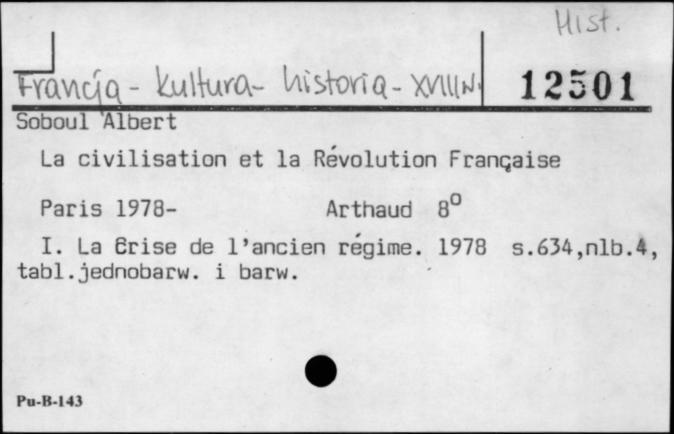 Hist.
Francja - kultura - historia - XVIII w. 12501
Soboul Albert
La civilisation et la Révolution Française
Paris 1978- Arthaud 8⁰
I. La Crise de l'ancien régime. 1978 s.634,nlb.4,
tabl.jednobarw. i barw.
Pu-B-143